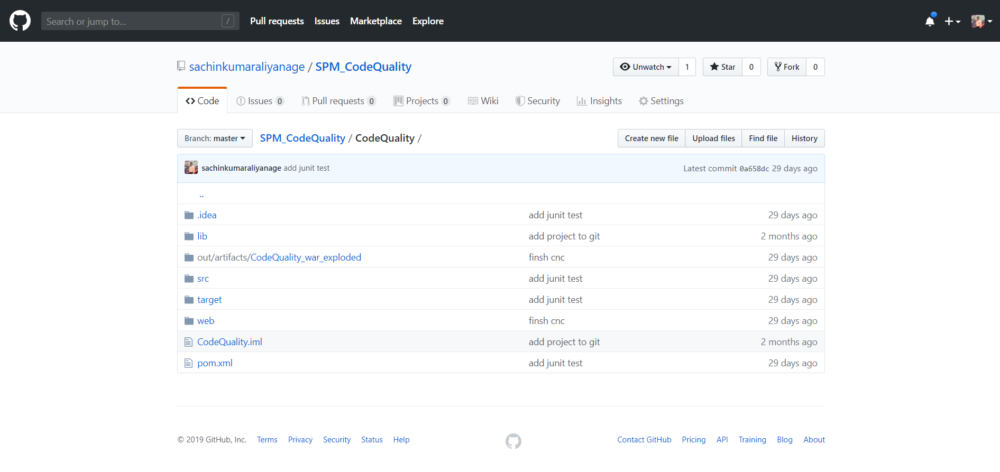 Search or jump to... /
Pull requests Issues Marketplace Explore
sachinkumaraliyanage / SPM_CodeQuality
Unwatch 1 Star 0 Fork 0
Code Issues 0 Pull requests 0 Projects 0 Wiki Security Insights Settings
Branch: master SPM_CodeQuality / CodeQuality /
Create new file Upload files Find file History
sachinkumaraliyanage add junit test Latest commit 0a658dc 29 days ago
..
.idea add junit test 29 days ago
lib add project to git 2 months ago
out/artifacts/CodeQuality_war_exploded finsh cnc 29 days ago
src add junit test 29 days ago
target add junit test 29 days ago
web finsh cnc 29 days ago
CodeQuality.iml add project to git 2 months ago
pom.xml add junit test 29 days ago
© 2019 GitHub, Inc. Terms Privacy Security Status Help
Contact GitHub Pricing API Training Blog About